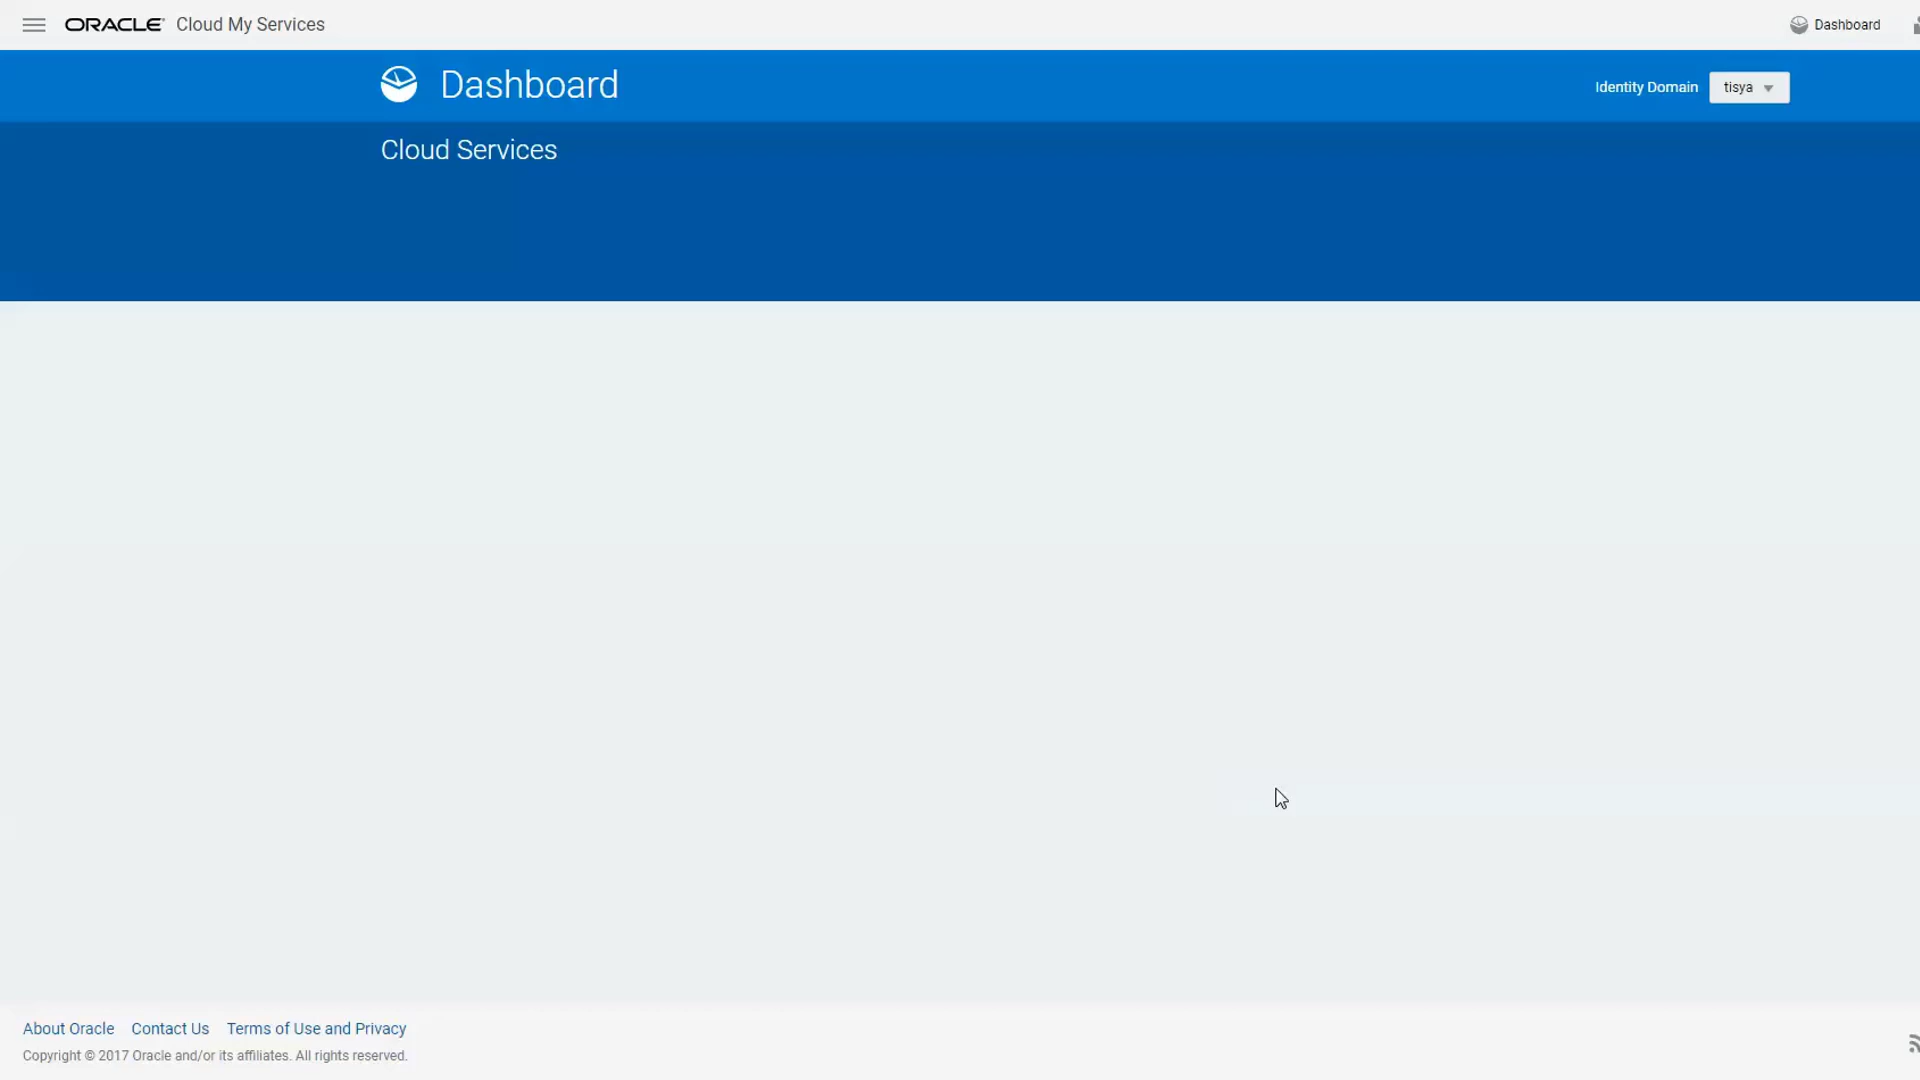 ORACLE Cloud My Services
Dashboard
Dashboard
Identity Domain tisya
Cloud Services
About Oracle Contact Us Terms of Use and Privacy
Copyright © 2017 Oracle and/or its affiliates. All rights reserved.